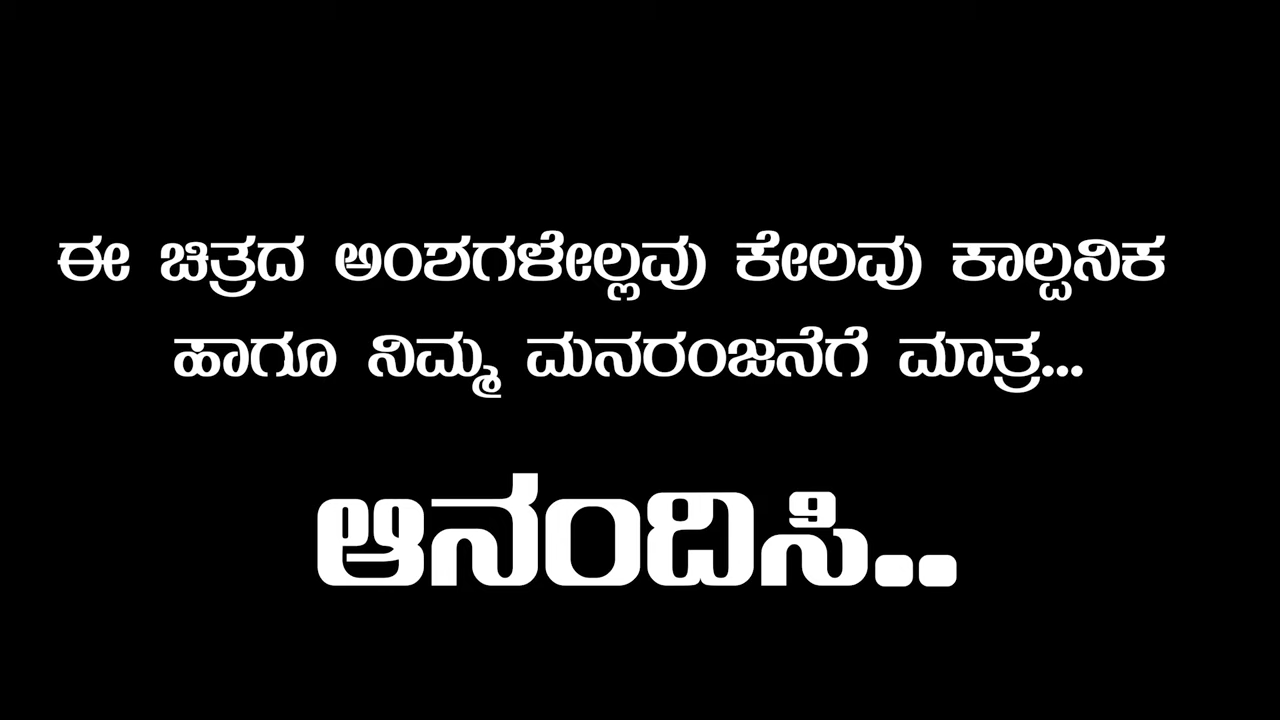 ಈ ಚಿತ್ರದ ಅಂಶಗಳೇಲ್ಲವು ಕೇಲವು ಕಾಲ್ಪನಿಕ
ಹಾಗೂ ನಿಮ್ಮ ಮನರಂಜನೆಗೆ ಮಾತ್ರ...
ಆನಂದಿಸಿ..